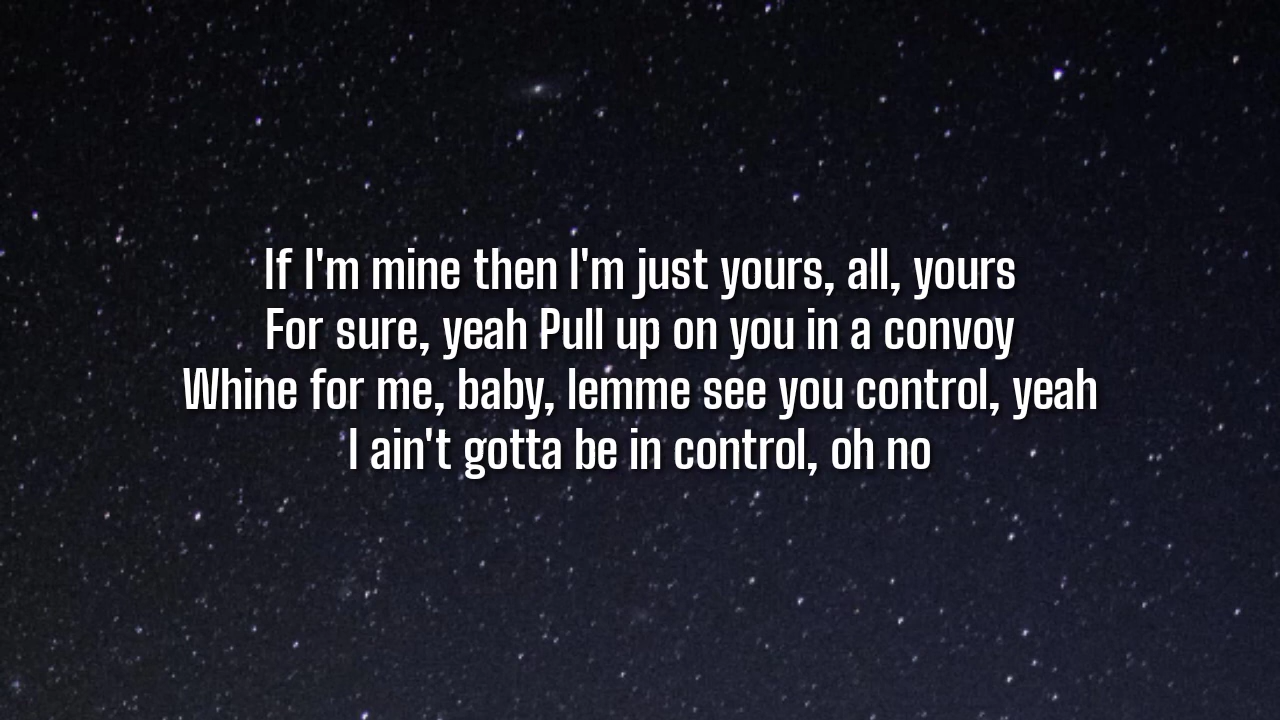 If I'm mine then I'm just yours, all, yours
For sure, yeah Pull up on you in a convoy
Whine for me, baby, lemme see you control, yeah
I ain't gotta be in control, oh no